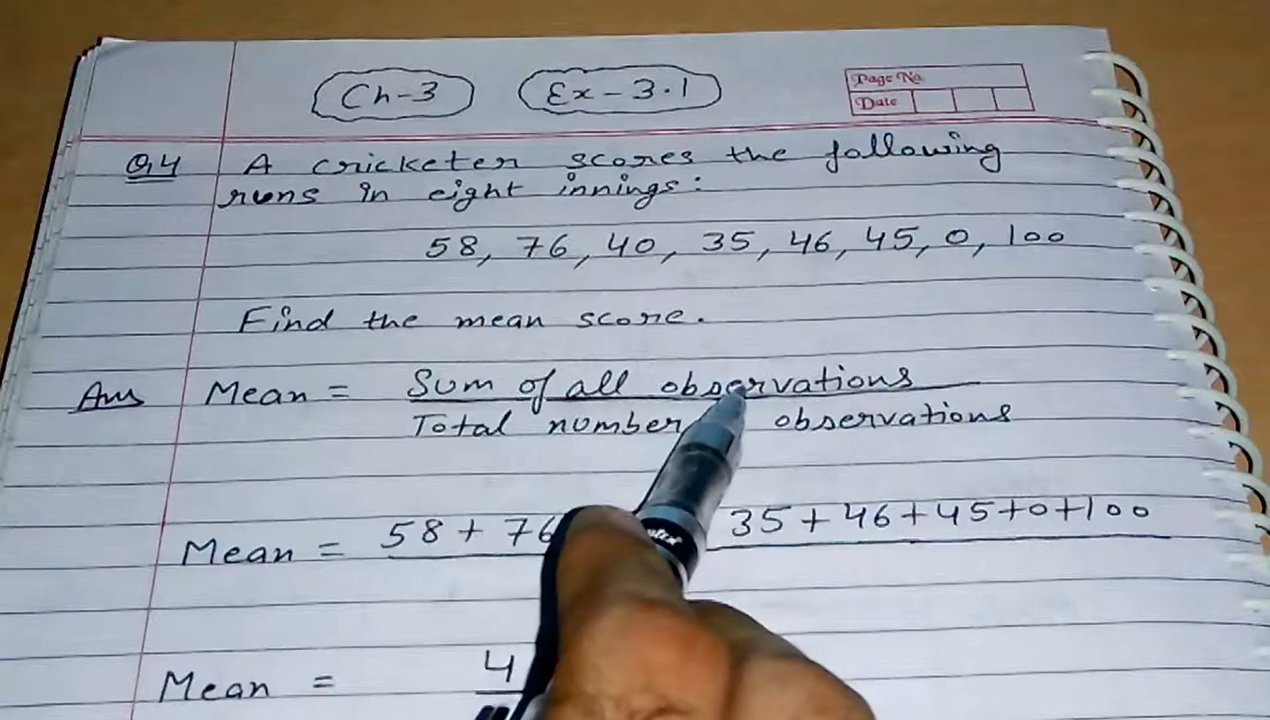 Ch-3 Ex-3.1
Page No.
Date
Q4 A cricketer scores the following
runs in eight innings:
58, 76, 40, 35, 46, 45, 0, 100
Find the mean score.
Ans Mean = Sum of all observations
Total number observations
Mean = 58 + 76 35 + 46 + 45 + 0 + 100
Mean = 4